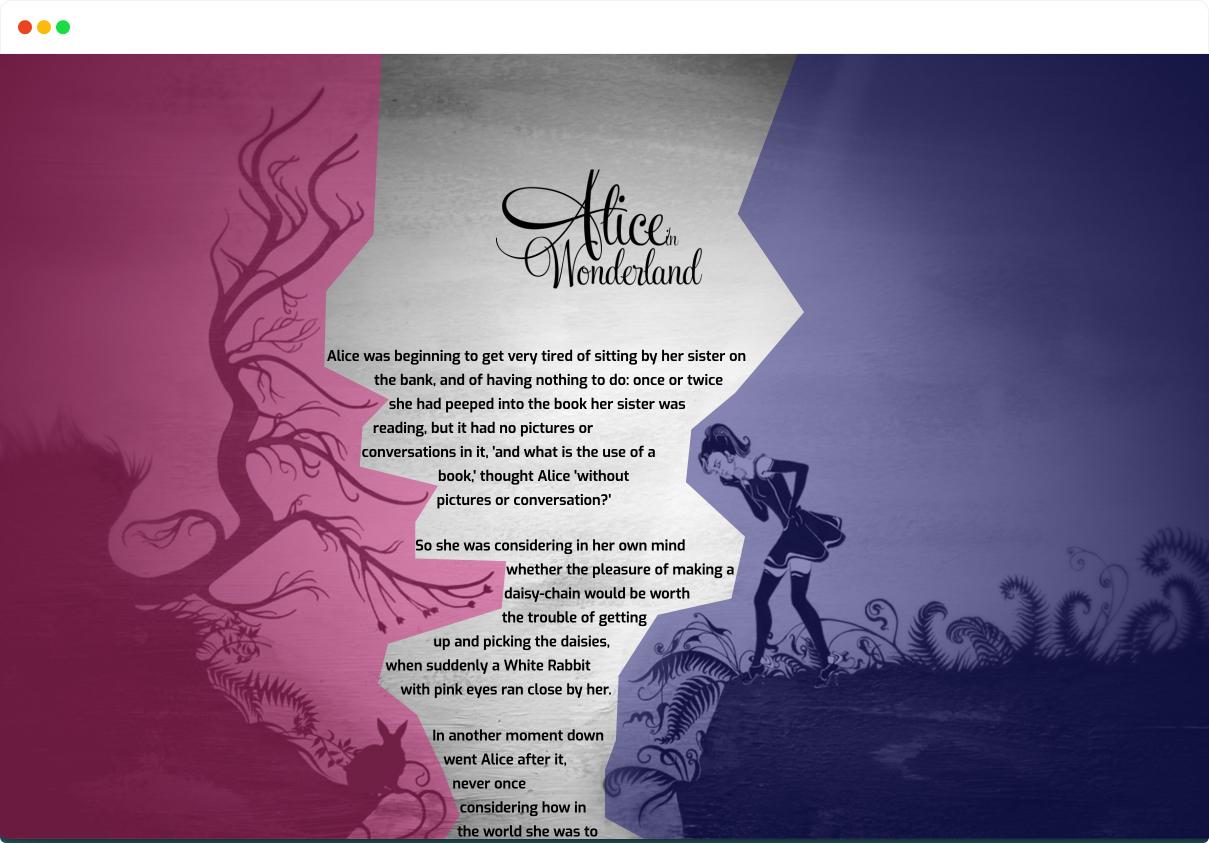 Alice in
Wonderland
Alice was beginning to get very tired of sitting by her sister on
the bank, and of having nothing to do: once or twice
she had peeped into the book her sister was
reading, but it had no pictures or
conversations in it, 'and what is the use of a
book,' thought Alice 'without
pictures or conversation?'
So she was considering in her own mind
whether the pleasure of making a
daisy-chain would be worth
the trouble of getting
up and picking the daisies,
when suddenly a White Rabbit
with pink eyes ran close by her.
In another moment down
went Alice after it,
never once
considering how in
the world she was to